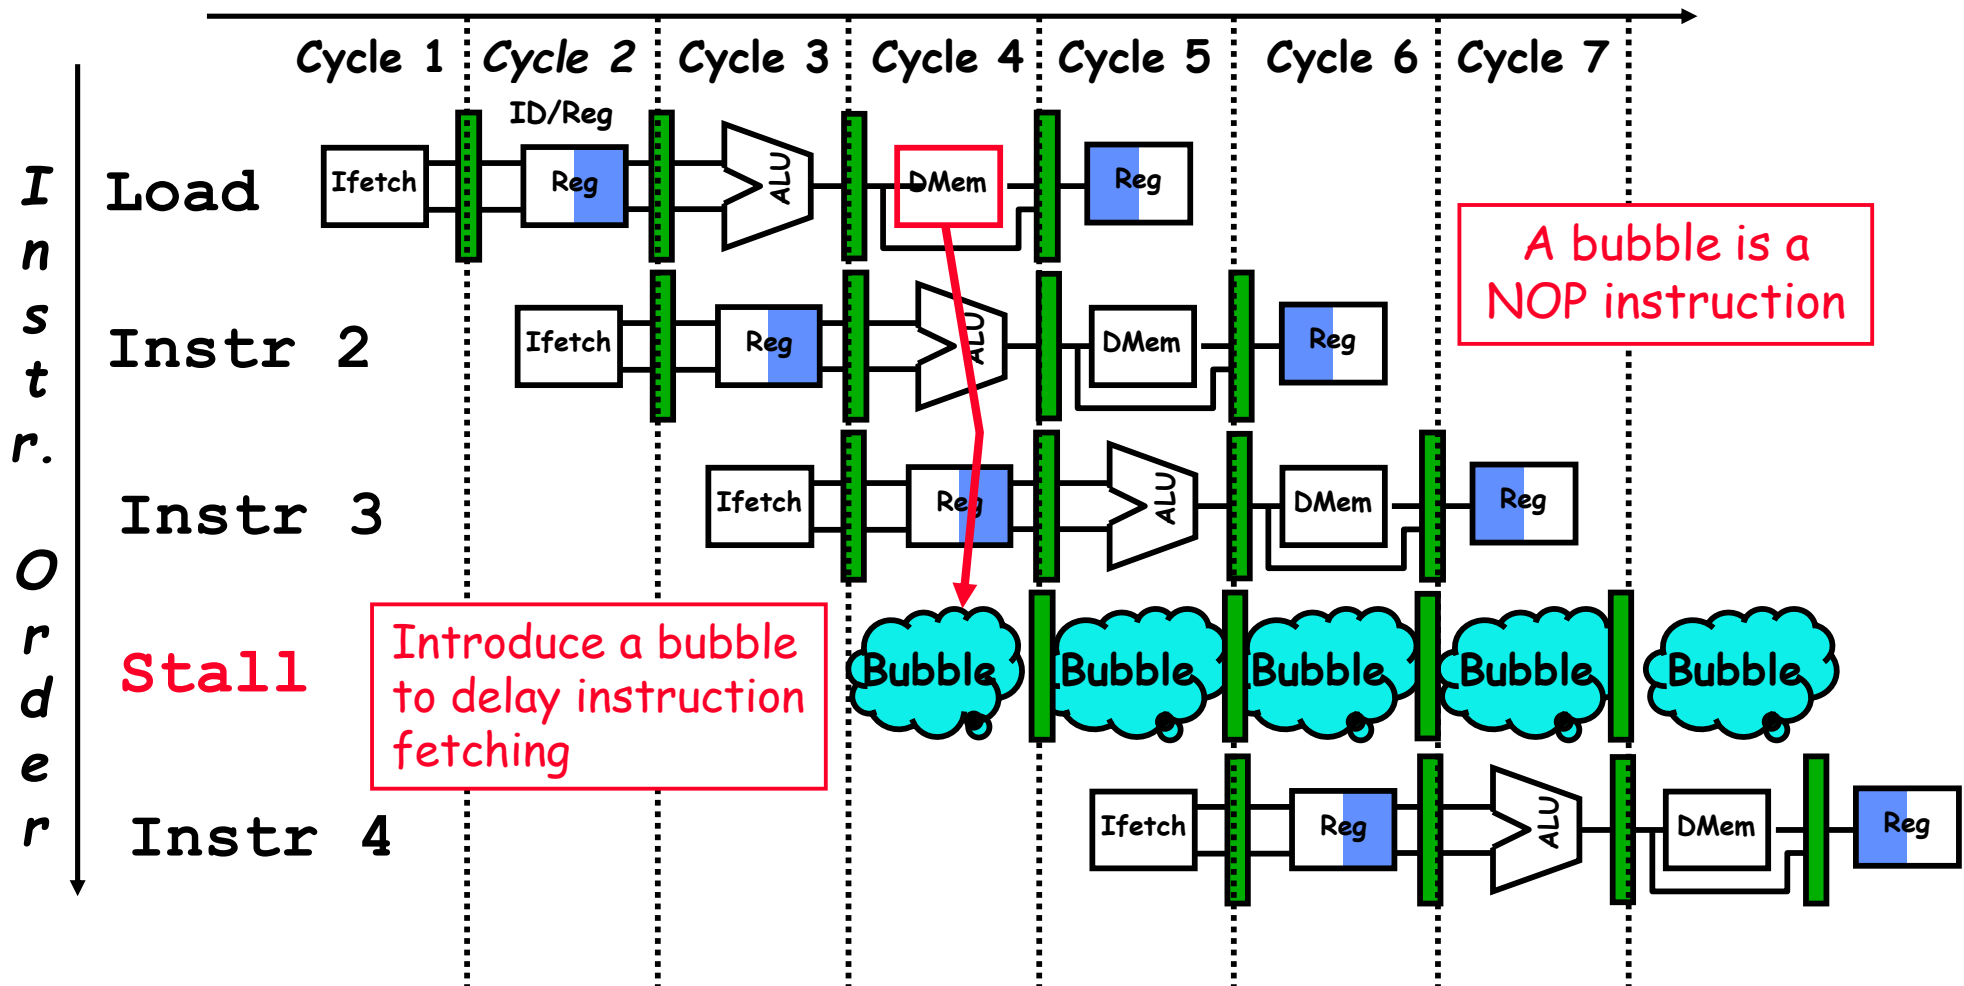 Cycle 1 Cycle 2 Cycle 3 Cycle 4 Cycle 5 Cycle 6 Cycle 7
Instr. Order
ID/Reg
Load Ifetch Reg ALU DMem Reg
A bubble is a
NOP instruction
Instr 2 Ifetch Reg ALU DMem Reg
Instr 3 Ifetch Reg ALU DMem Reg
Stall
Introduce a bubble
to delay instruction
fetching
Bubble Bubble Bubble Bubble Bubble
Instr 4 Ifetch Reg ALU DMem Reg